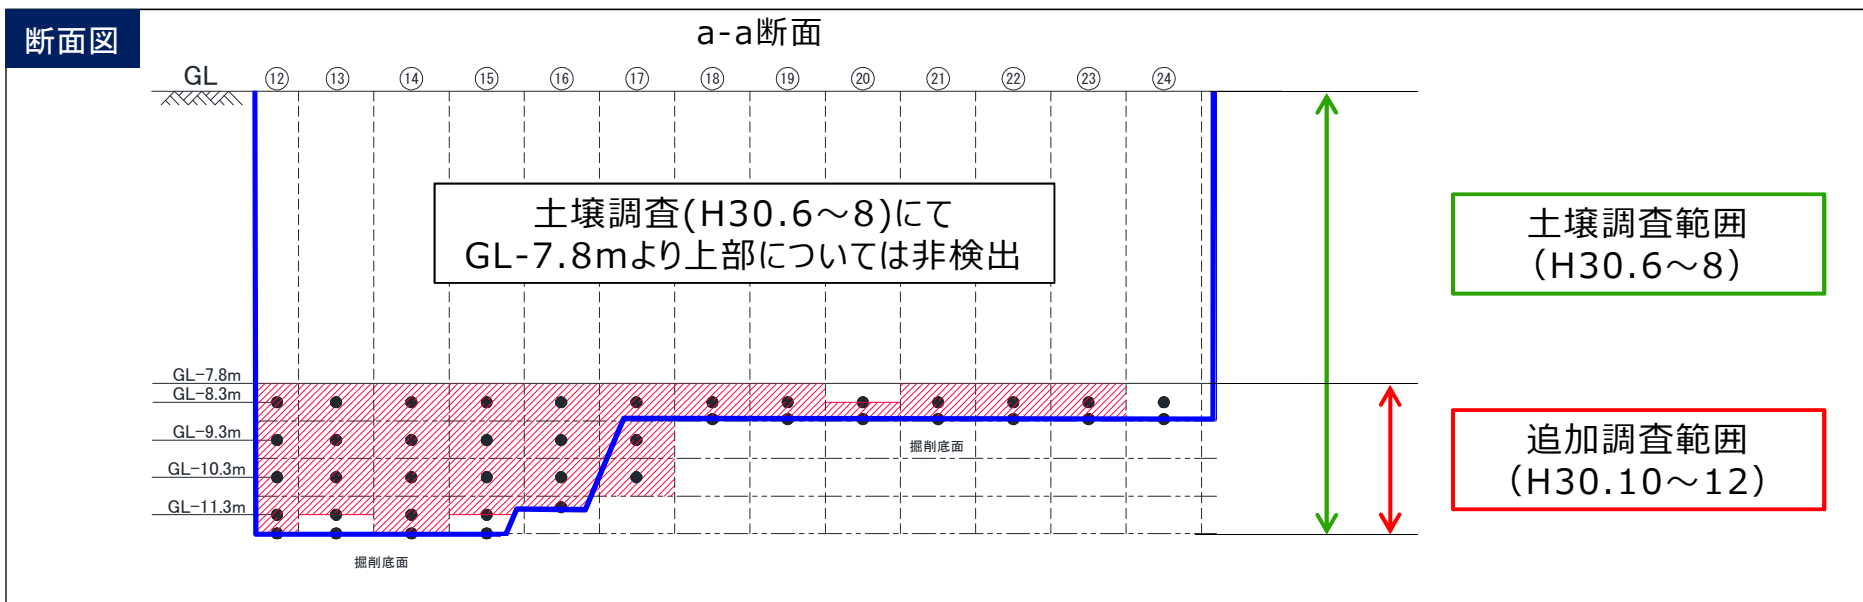 断面図
a-a断面
GL
⑫ ⑬ ⑭ ⑮ ⑯ ⑰ ⑱ ⑲ ⑳ ㉑ ㉒ ㉓ ㉔
土壌調査(H30.6～8)にて
GL-7.8mより上部については非検出
土壌調査範囲
（H30.6～8）
GL-7.8m
GL-8.3m
GL-9.3m
GL-10.3m
GL-11.3m
掘削底面
掘削底面
追加調査範囲
（H30.10～12）